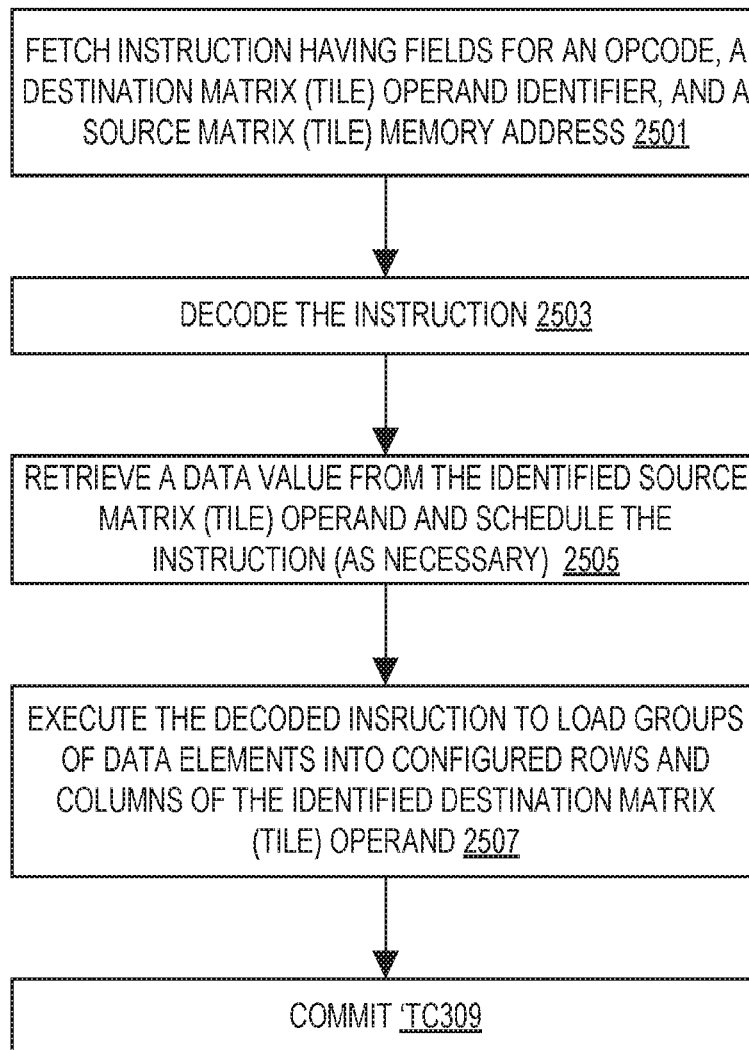 FETCH INSTRUCTION HAVING FIELDS FOR AN OPCODE, A
DESTINATION MATRIX (TILE) OPERAND IDENTIFIER, AND A
SOURCE MATRIX (TILE) MEMORY ADDRESS 2501
DECODE THE INSTRUCTION 2503
RETRIEVE A DATA VALUE FROM THE IDENTIFIED SOURCE
MATRIX (TILE) OPERAND AND SCHEDULE THE
INSTRUCTION (AS NECESSARY) 2505
EXECUTE THE DECODED INSRUCTION TO LOAD GROUPS
OF DATA ELEMENTS INTO CONFIGURED ROWS AND
COLUMNS OF THE IDENTIFIED DESTINATION MATRIX
(TILE) OPERAND 2507
COMMIT 'TC309